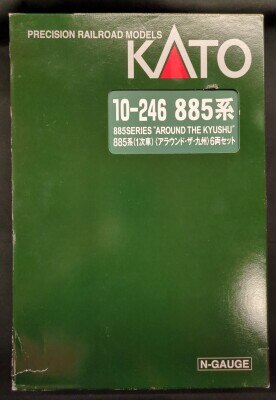 PRECISION RAILROAD MODELS
KATO
10-246 885系
885SERIES "AROUND THE KYUSHU"
885系(1次車) (アラウンド・ザ・九州) 6両セット
N-GAUGE